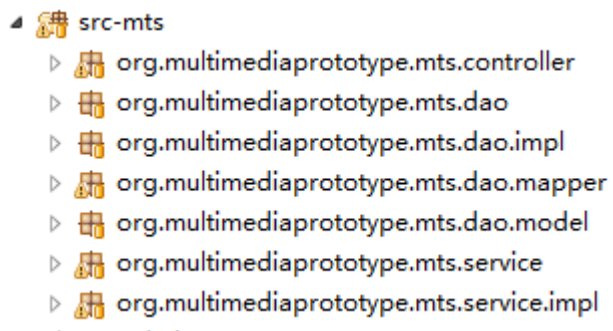 src-mts
org.multimediaprototype.mts.controller
org.multimediaprototype.mts.dao
org.multimediaprototype.mts.dao.impl
org.multimediaprototype.mts.dao.mapper
org.multimediaprototype.mts.dao.model
org.multimediaprototype.mts.service
org.multimediaprototype.mts.service.impl